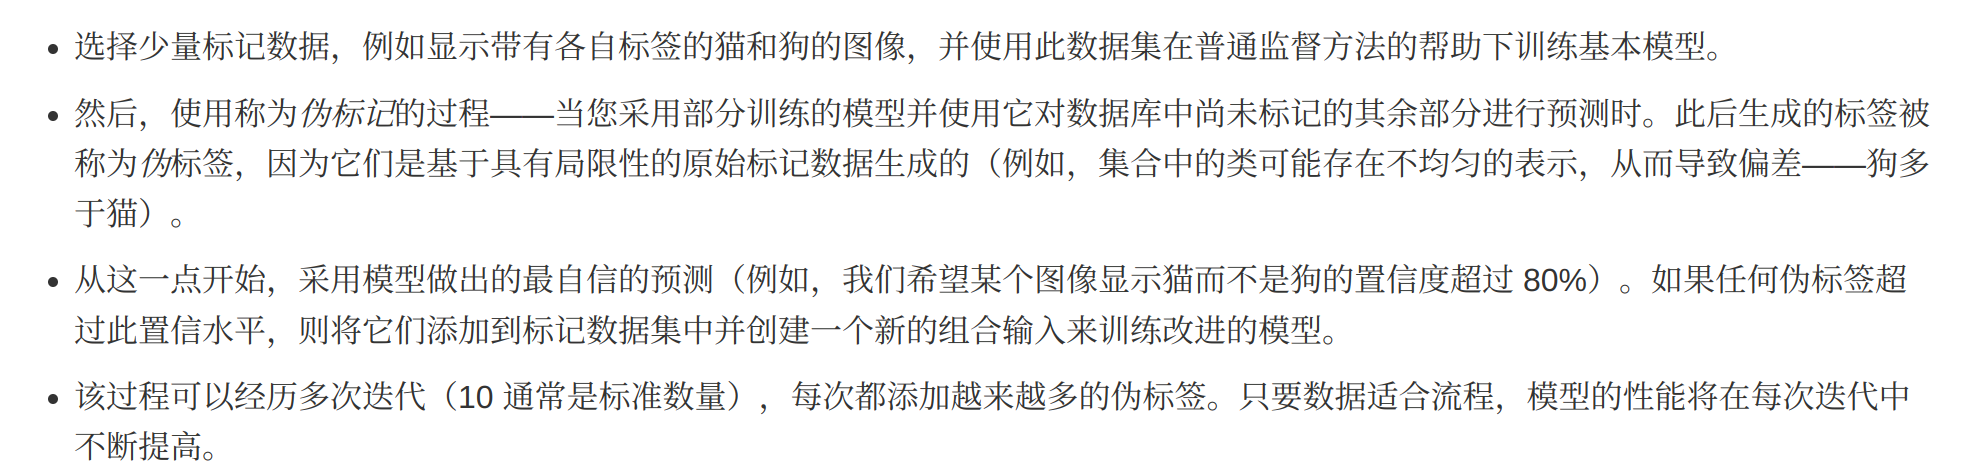 • 选择少量标记数据，例如显示带有各自标签的猫和狗的图像，并使用此数据集在普通监督方法的帮助下训练基本模型。
• 然后，使用称为伪标记的过程——当您采用部分训练的模型并使用它对数据库中尚未标记的其余部分进行预测时。此后生成的标签被
称为伪标签，因为它们是基于具有局限性的原始标记数据生成的（例如，集合中的类可能存在不均匀的表示，从而导致偏差——狗多
于猫）。
• 从这一点开始，采用模型做出的最自信的预测（例如，我们希望某个图像显示猫而不是狗的置信度超过 80%）。如果任何伪标签超
过此置信水平，则将它们添加到标记数据集中并创建一个新的组合输入来训练改进的模型。
• 该过程可以经历多次迭代（10 通常是标准数量），每次都添加越来越多的伪标签。只要数据适合流程，模型的性能将在每次迭代中
不断提高。